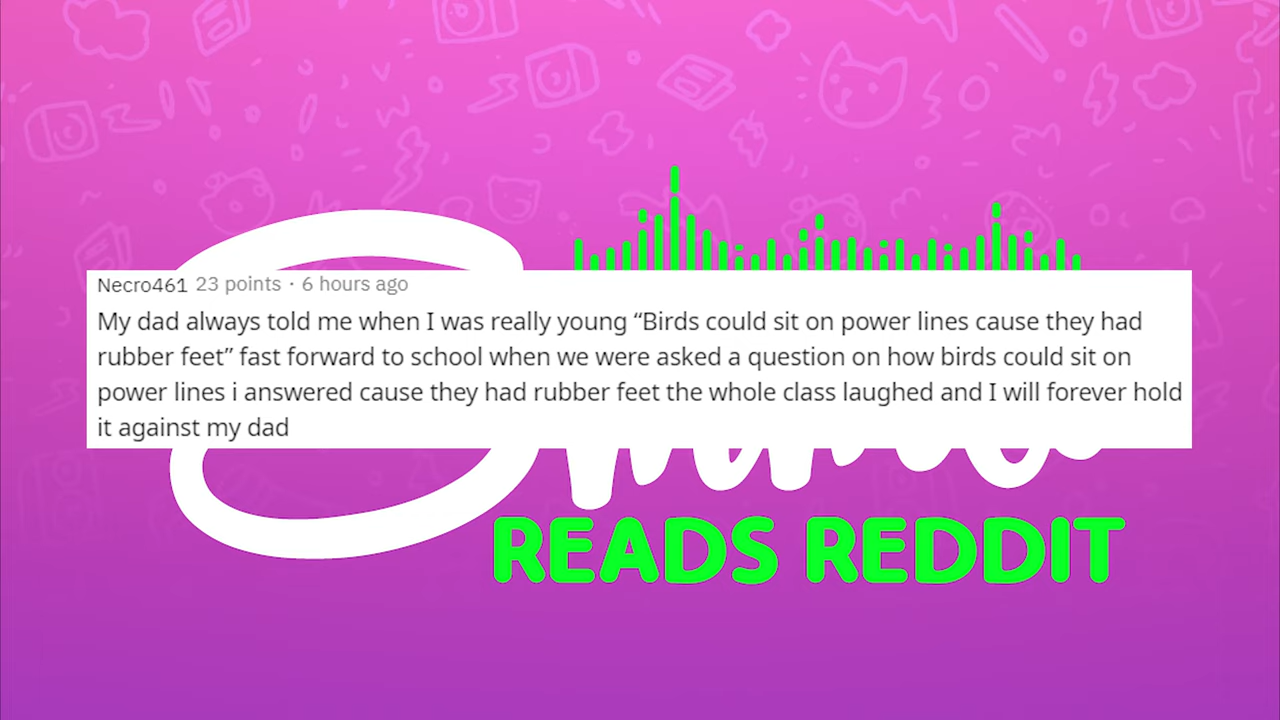 Necro461 23 points · 6 hours ago
My dad always told me when I was really young “Birds could sit on power lines cause they had
rubber feet” fast forward to school when we were asked a question on how birds could sit on
power lines i answered cause they had rubber feet the whole class laughed and I will forever hold
it against my dad
READS REDDIT